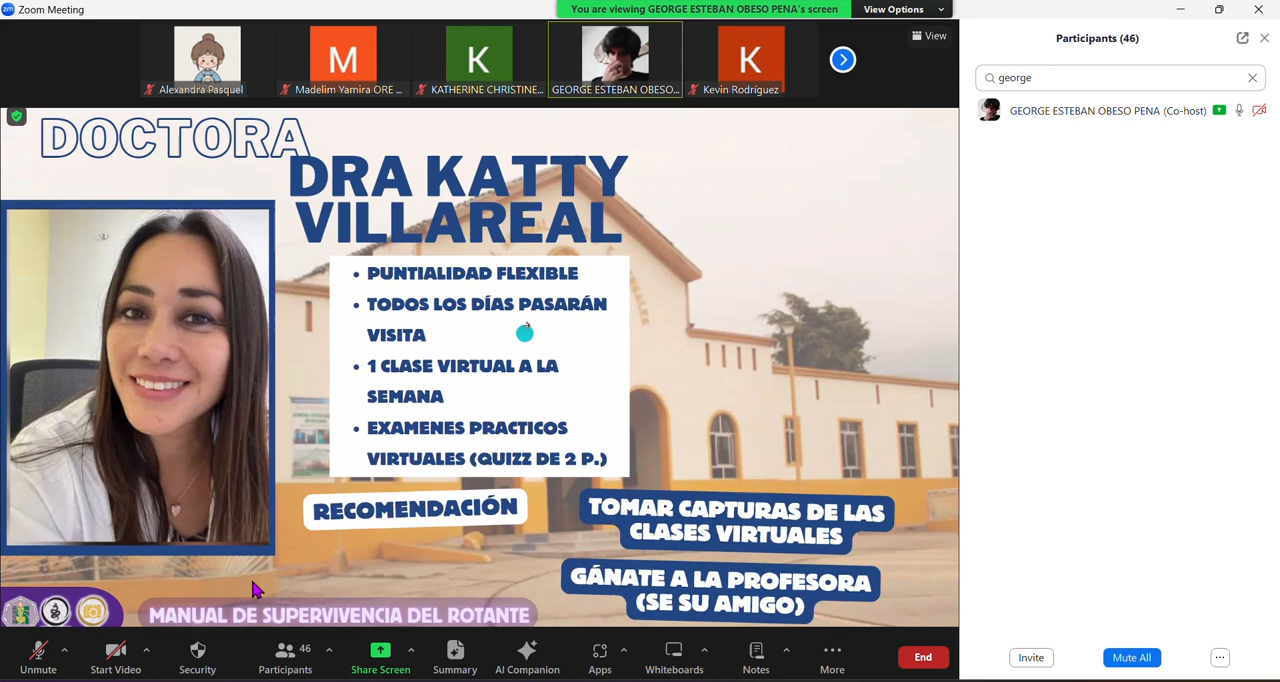 Zoom Meeting
You are viewing GEORGE ESTEBAN OBESO PENA's screen
View Options
View
Alexandra Pasquel
M
Madelim Yamira ORE ...
K
KATHERINE CHRISTINE...
GEORGE ESTEBAN OBESO...
K
Kevin Rodríguez
Participants (46)
george
GEORGE ESTEBAN OBESO PENA (Co-host)
DOCTORA
DRA KATTY
VILLAREAL
• PUNTIALIDAD FLEXIBLE
• TODOS LOS DÍAS PASARÁN
VISITA
• 1 CLASE VIRTUAL A LA
SEMANA
• EXAMENES PRACTICOS
VIRTUALES (QUIZZ DE 2 P.)
RECOMENDACIÓN
TOMAR CAPTURAS DE LAS
CLASES VIRTUALES
GÁNATE A LA PROFESORA
(SE SU AMIGO)
MANUAL DE SUPERVIVENCIA DEL ROTANTE
Unmute
Start Video
Security
46
Participants
Share Screen
Summary
AI Companion
Apps
Whiteboards
Notes
More
End
Invite
Mute All